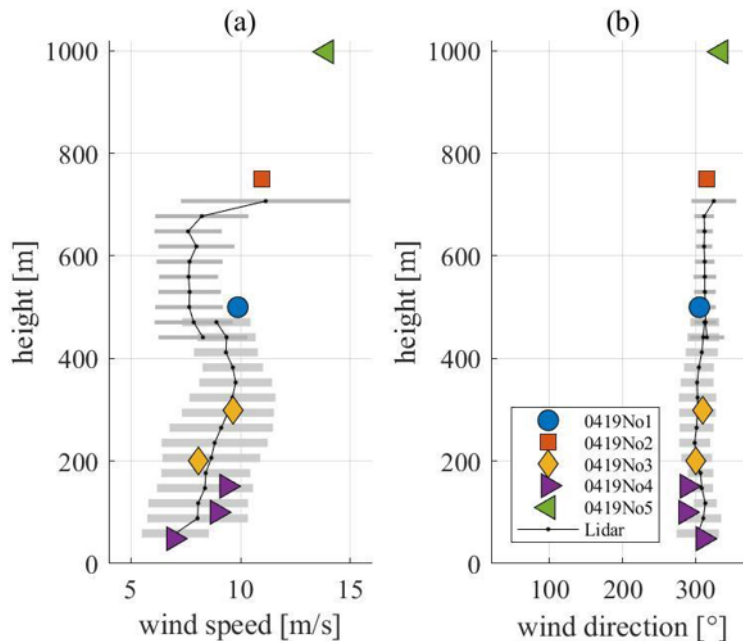 (a)
(b)
1000
800
600
400
200
0
height [m]
5
10
15
wind speed [m/s]
1000
800
600
400
200
0
height [m]
0419No1
0419No2
0419No3
0419No4
0419No5
Lidar
100
200
300
wind direction [°]